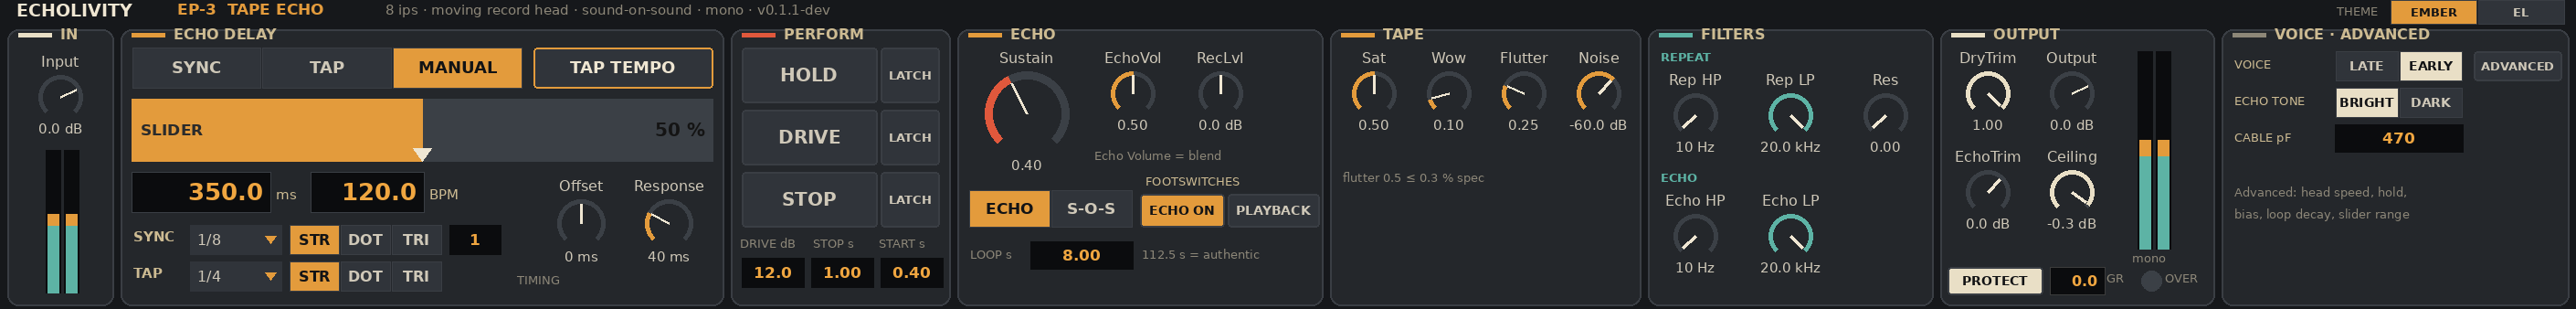 ECHOLIVITY EP-3 TAPE ECHO 8 ips · moving record head · sound-on-sound · mono · v0.1.1-dev THEME EMBER EL
IN
Input
0.0 dB
ECHO DELAY
SYNC TAP MANUAL TAP TEMPO
SLIDER 50 %
350.0 ms 120.0 BPM
Offset Response
0 ms 40 ms
SYNC 1/8 STR DOT TRI 1
TAP 1/4 STR DOT TRI
TIMING
PERFORM
HOLD LATCH
DRIVE LATCH
STOP LATCH
DRIVE dB STOP s START s
12.0 1.00 0.40
ECHO
Sustain EchoVol RecLvl
0.50 0.0 dB
0.40
Echo Volume = blend
FOOTSWITCHES
ECHO S-O-S ECHO ON PLAYBACK
LOOP s 8.00 112.5 s = authentic
TAPE
Sat Wow Flutter Noise
0.50 0.10 0.25 -60.0 dB
flutter 0.5 ≤ 0.3 % spec
FILTERS
REPEAT
Rep HP Rep LP Res
10 Hz 20.0 kHz 0.00
ECHO
Echo HP Echo LP
10 Hz 20.0 kHz
OUTPUT
DryTrim Output
1.00 0.0 dB
EchoTrim Ceiling
0.0 dB -0.3 dB
mono
PROTECT 0.0 GR OVER
VOICE · ADVANCED
VOICE LATE EARLY ADVANCED
ECHO TONE BRIGHT DARK
CABLE pF 470
Advanced: head speed, hold,
bias, loop decay, slider range